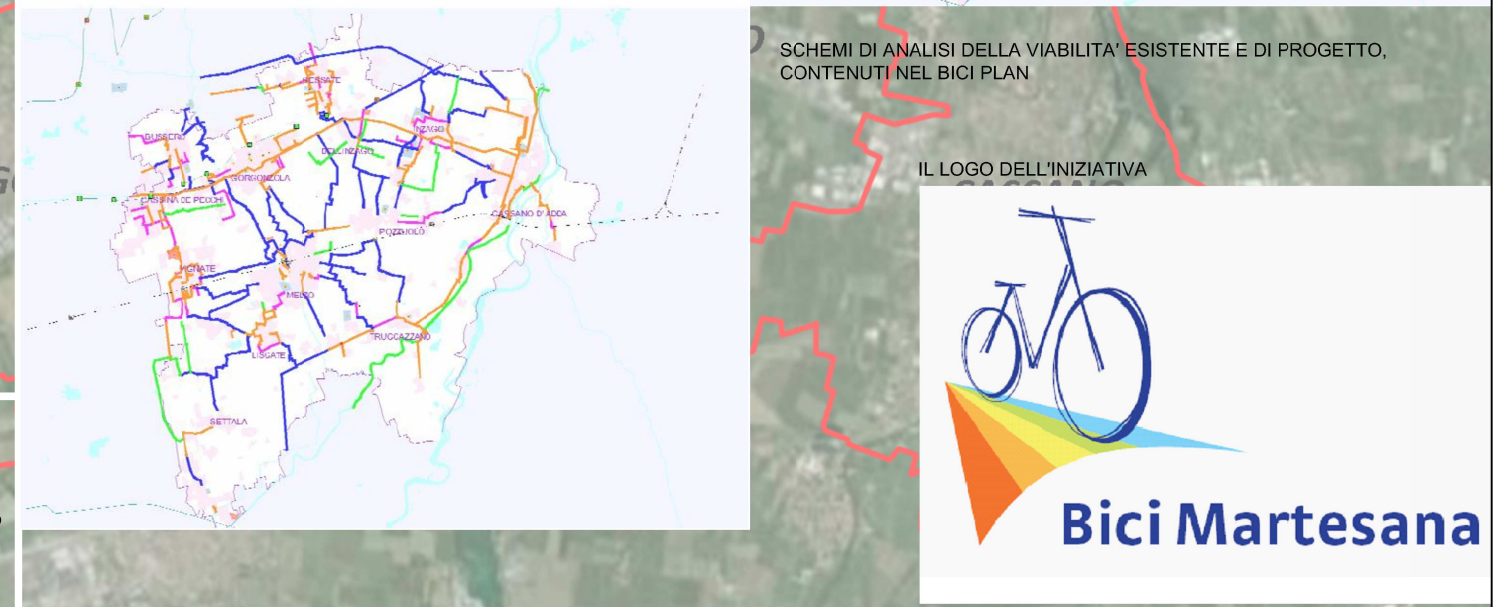 SCHEMI DI ANALISI DELLA VIABILITA' ESISTENTE E DI PROGETTO,
CONTENUTI NEL BICI PLAN
IL LOGO DELL'INIZIATIVA
CASSANO
BUSSERO
GORGONZOLA
CASSINA DE PECCHI
CASSANO D'ADDA
POZZUOLO
MELZO
TRUCCAZZANO
LISCATE
SETTALA
Bici Martesana